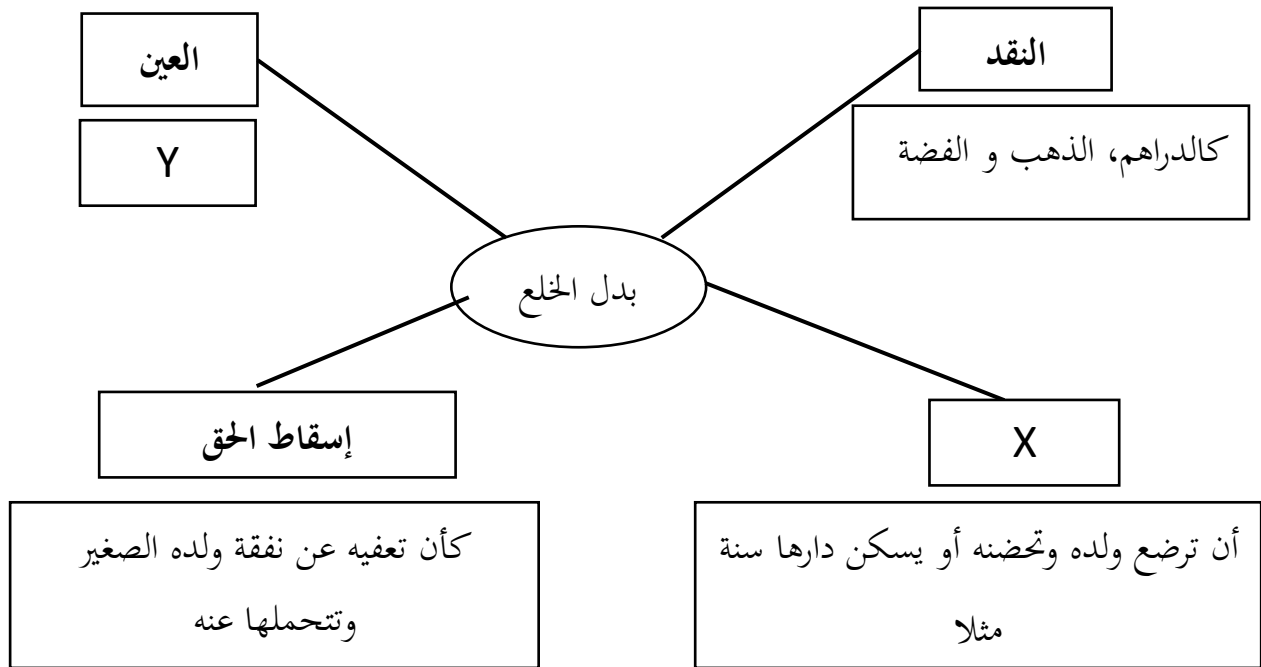 النقد
كالدراهم، الذهب و الفضة
العين
Y
بدل الخلع
X
أن ترضع ولده وتحضنه أو يسكن دارها سنة
مثلا
إسقاط الحق
كأن تعفيه عن نفقة ولده الصغير
وتتحملها عنه